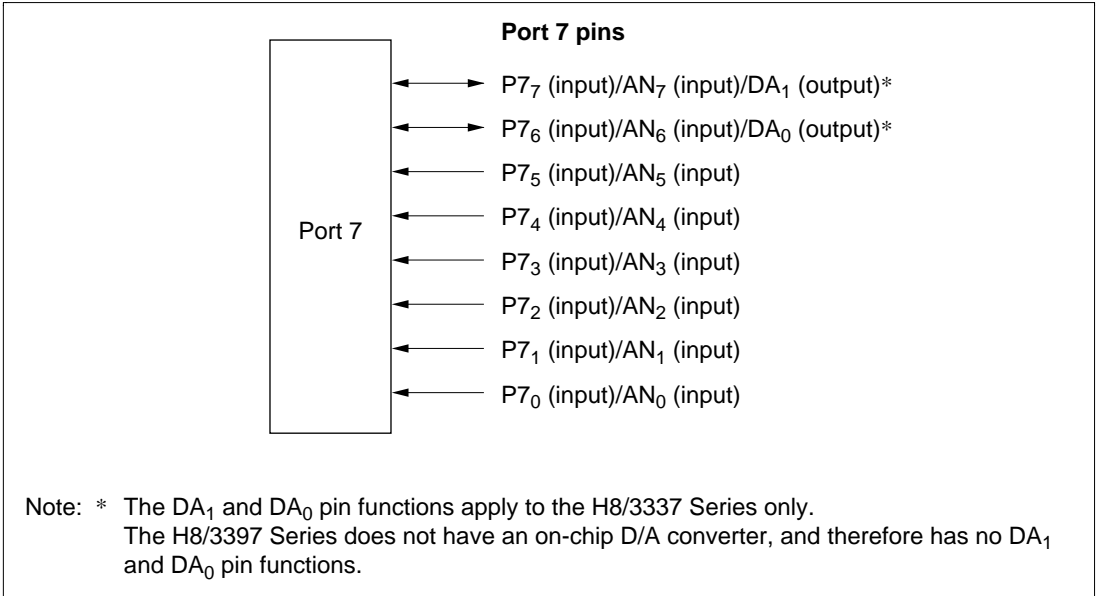 Port 7 pins
P7₇ (input)/AN₇ (input)/DA₁ (output)*
P7₆ (input)/AN₆ (input)/DA₀ (output)*
P7₅ (input)/AN₅ (input)
P7₄ (input)/AN₄ (input)
Port 7
P7₃ (input)/AN₃ (input)
P7₂ (input)/AN₂ (input)
P7₁ (input)/AN₁ (input)
P7₀ (input)/AN₀ (input)
Note: * The DA₁ and DA₀ pin functions apply to the H8/3337 Series only.
The H8/3397 Series does not have an on-chip D/A converter, and therefore has no DA₁
and DA₀ pin functions.